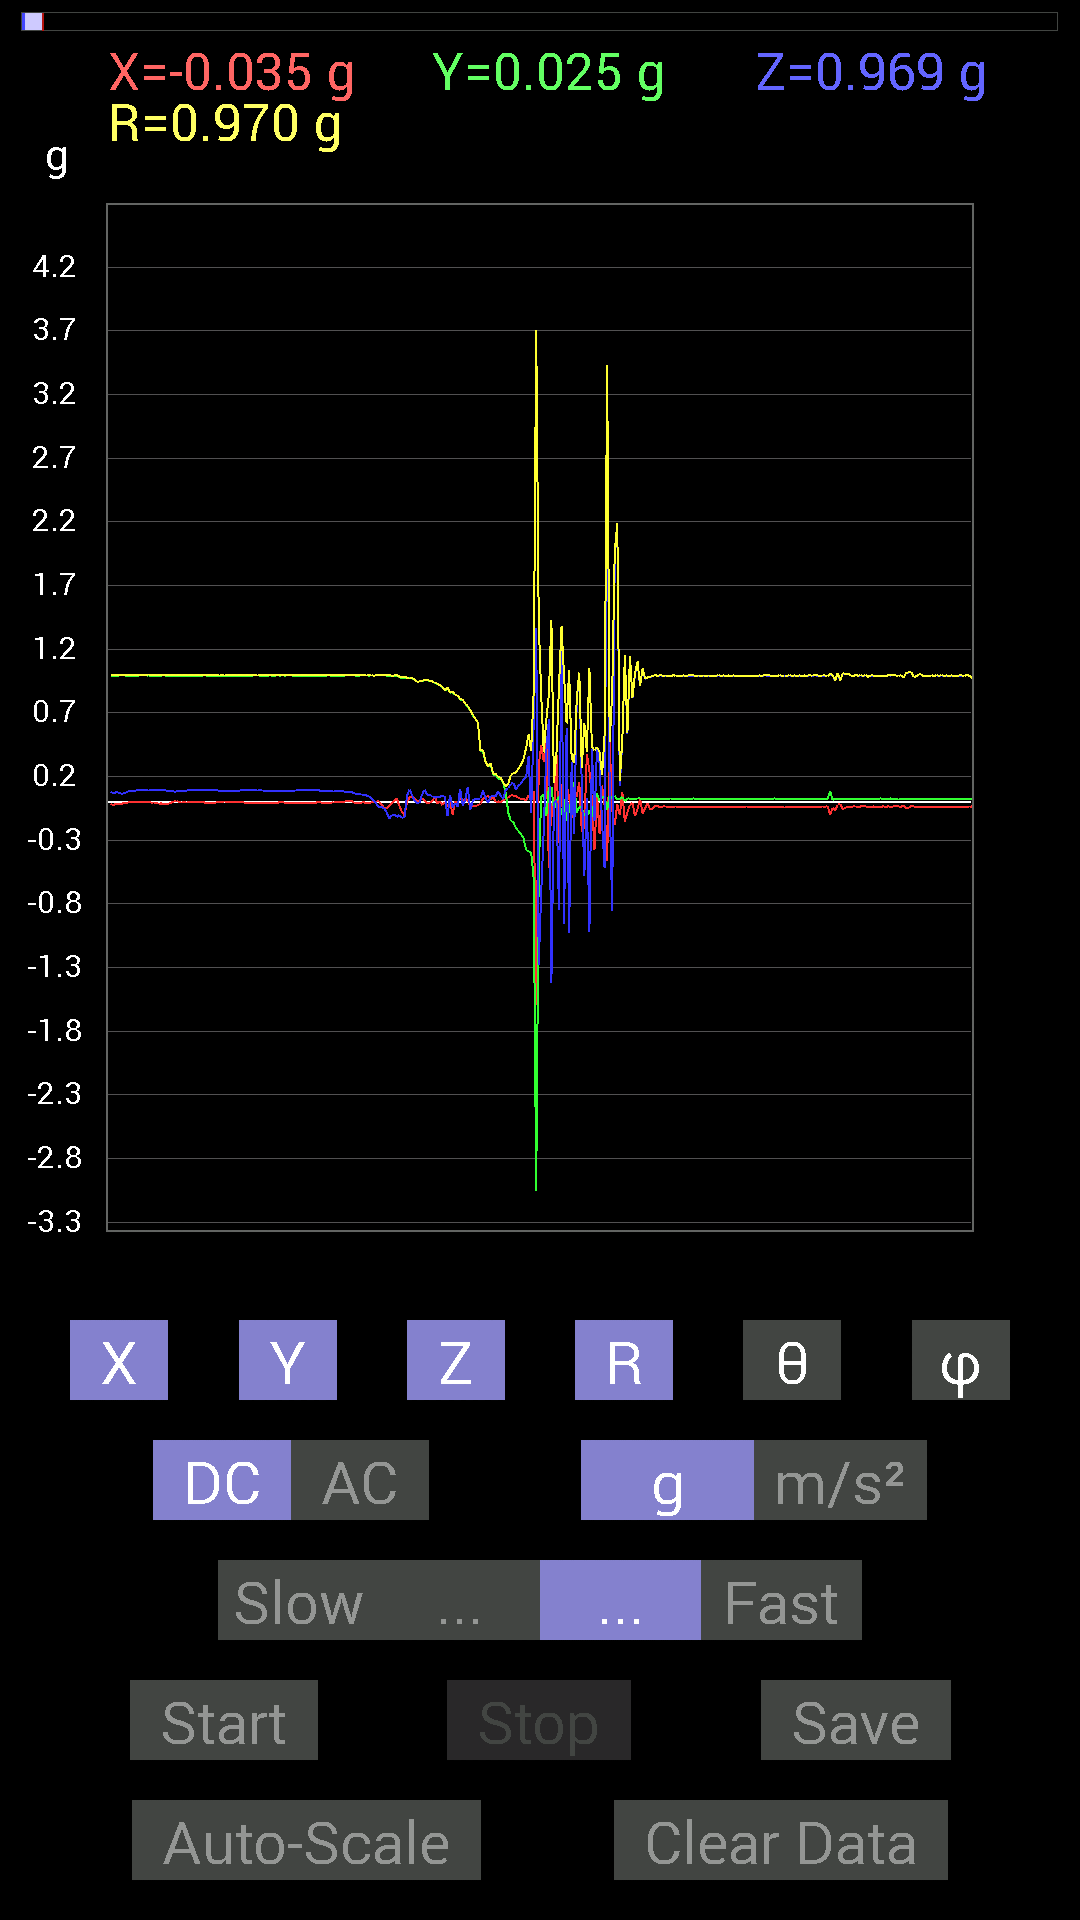 X=-0.035 g Y=0.025 g Z=0.969 g
R=0.970 g
g
4.2
3.7
3.2
2.7
2.2
1.7
1.2
0.7
0.2
-0.3
-0.8
-1.3
-1.8
-2.3
-2.8
-3.3
X Y Z R θ φ
DC AC g m/s²
Slow ... ... Fast
Start Stop Save
Auto-Scale Clear Data